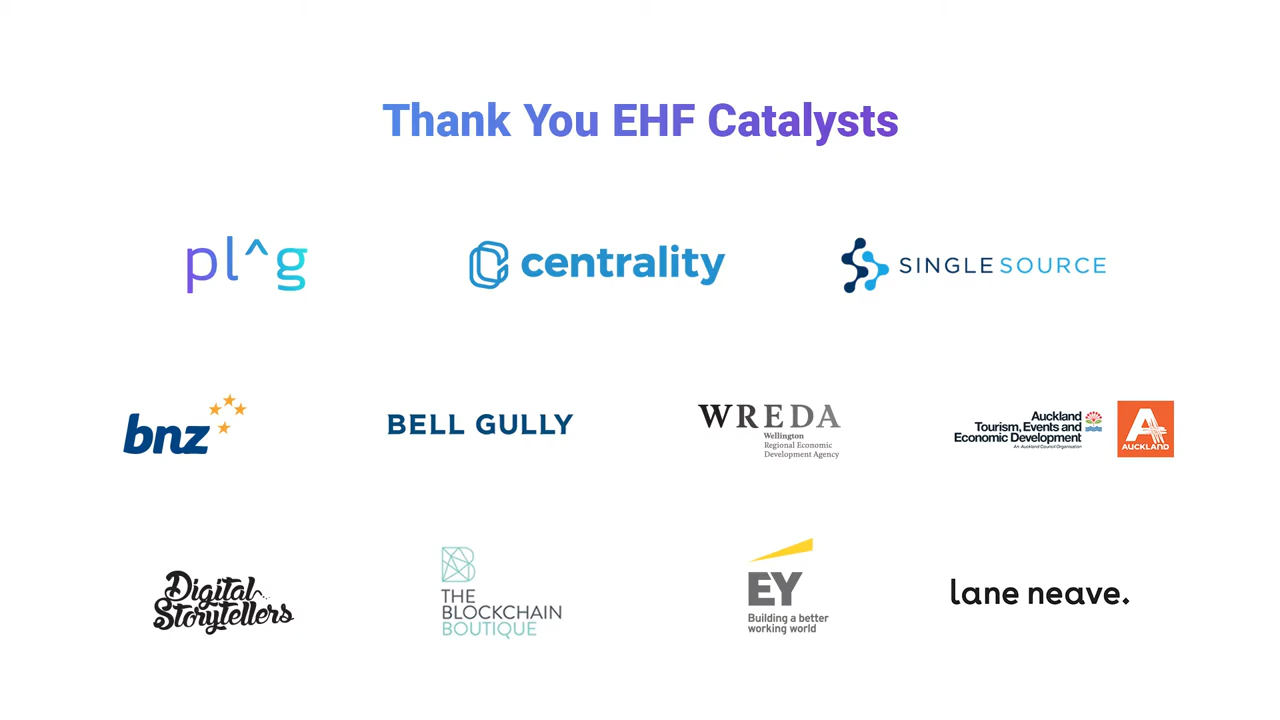 Thank You EHF Catalysts
pl^g
centrality
SINGLE SOURCE
bnz
BELL GULLY
WREDA
Wellington
Regional Economic
Development Agency
Auckland
Tourism, Events and
Economic Development
An Auckland Council Organisation
AUCKLAND
Digital
Storytellers
THE
BLOCKCHAIN
BOUTIQUE
EY
Building a better
working world
lane neave.